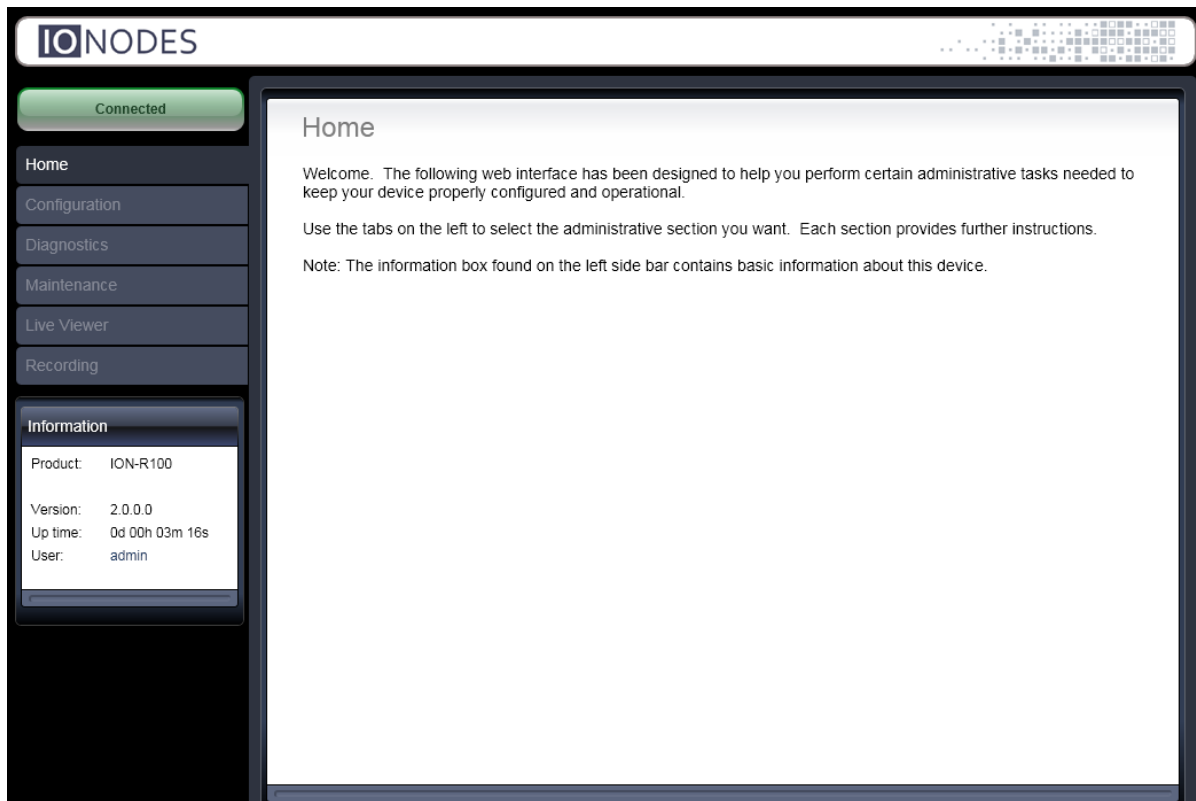 IONODES
Connected
Home
Configuration
Diagnostics
Maintenance
Live Viewer
Recording
Information
Product: ION-R100
Version: 2.0.0.0
Up time: 0d 00h 03m 16s
User: admin
Home
Welcome.  The following web interface has been designed to help you perform certain administrative tasks needed to
keep your device properly configured and operational.
Use the tabs on the left to select the administrative section you want.  Each section provides further instructions.
Note: The information box found on the left side bar contains basic information about this device.